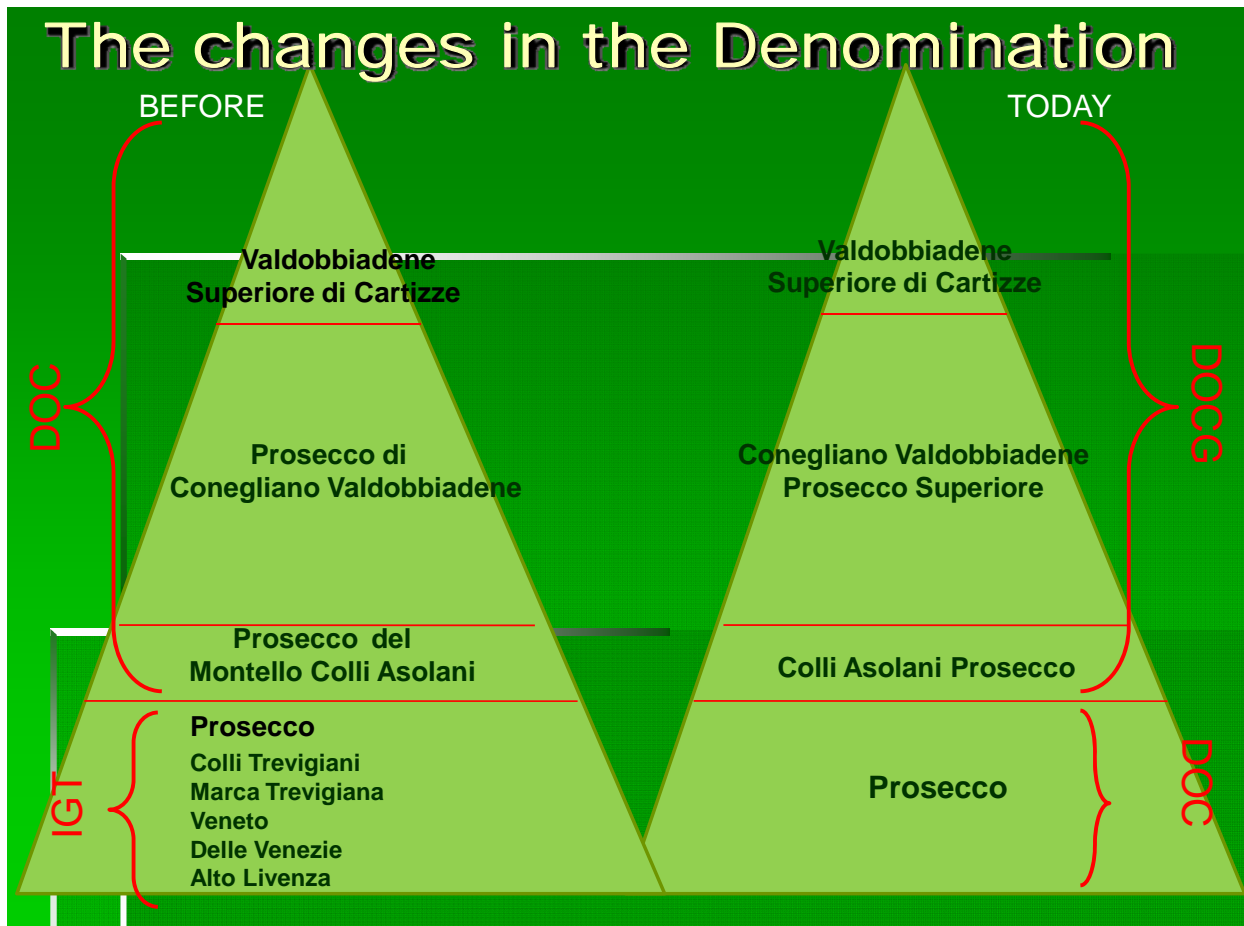 The changes in the Denomination
BEFORE
Valdobbiadene
Superiore di Cartizze
DOC
Prosecco di
Conegliano Valdobbiadene
Prosecco del
Montello Colli Asolani
IGT
Prosecco
Colli Trevigiani
Marca Trevigiana
Veneto
Delle Venezie
Alto Livenza
TODAY
Valdobbiadene
Superiore di Cartizze
DOCG
Conegliano Valdobbiadene
Prosecco Superiore
Colli Asolani Prosecco
Prosecco
DOC